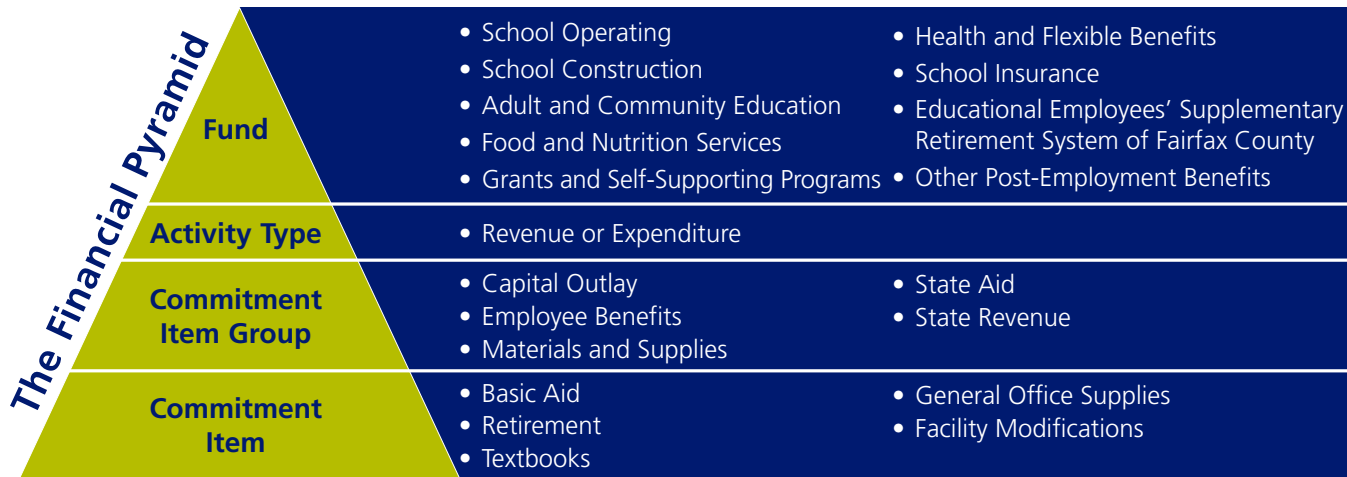 The Financial Pyramid
Fund
• School Operating
• School Construction
• Adult and Community Education
• Food and Nutrition Services
• Grants and Self-Supporting Programs
• Health and Flexible Benefits
• School Insurance
• Educational Employees’ Supplementary
Retirement System of Fairfax County
• Other Post-Employment Benefits
Activity Type
• Revenue or Expenditure
Commitment
Item Group
• Capital Outlay
• Employee Benefits
• Materials and Supplies
• State Aid
• State Revenue
Commitment
Item
• Basic Aid
• Retirement
• Textbooks
• General Office Supplies
• Facility Modifications